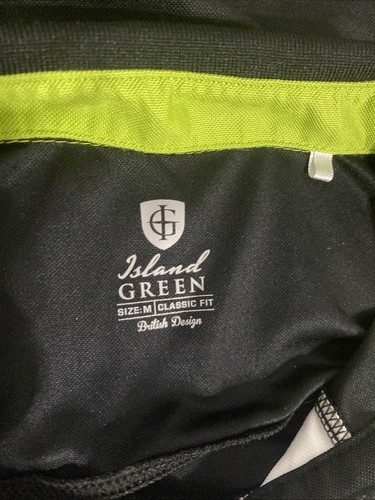 IG
Island
GREEN
SIZE: M | CLASSIC FIT
British Design